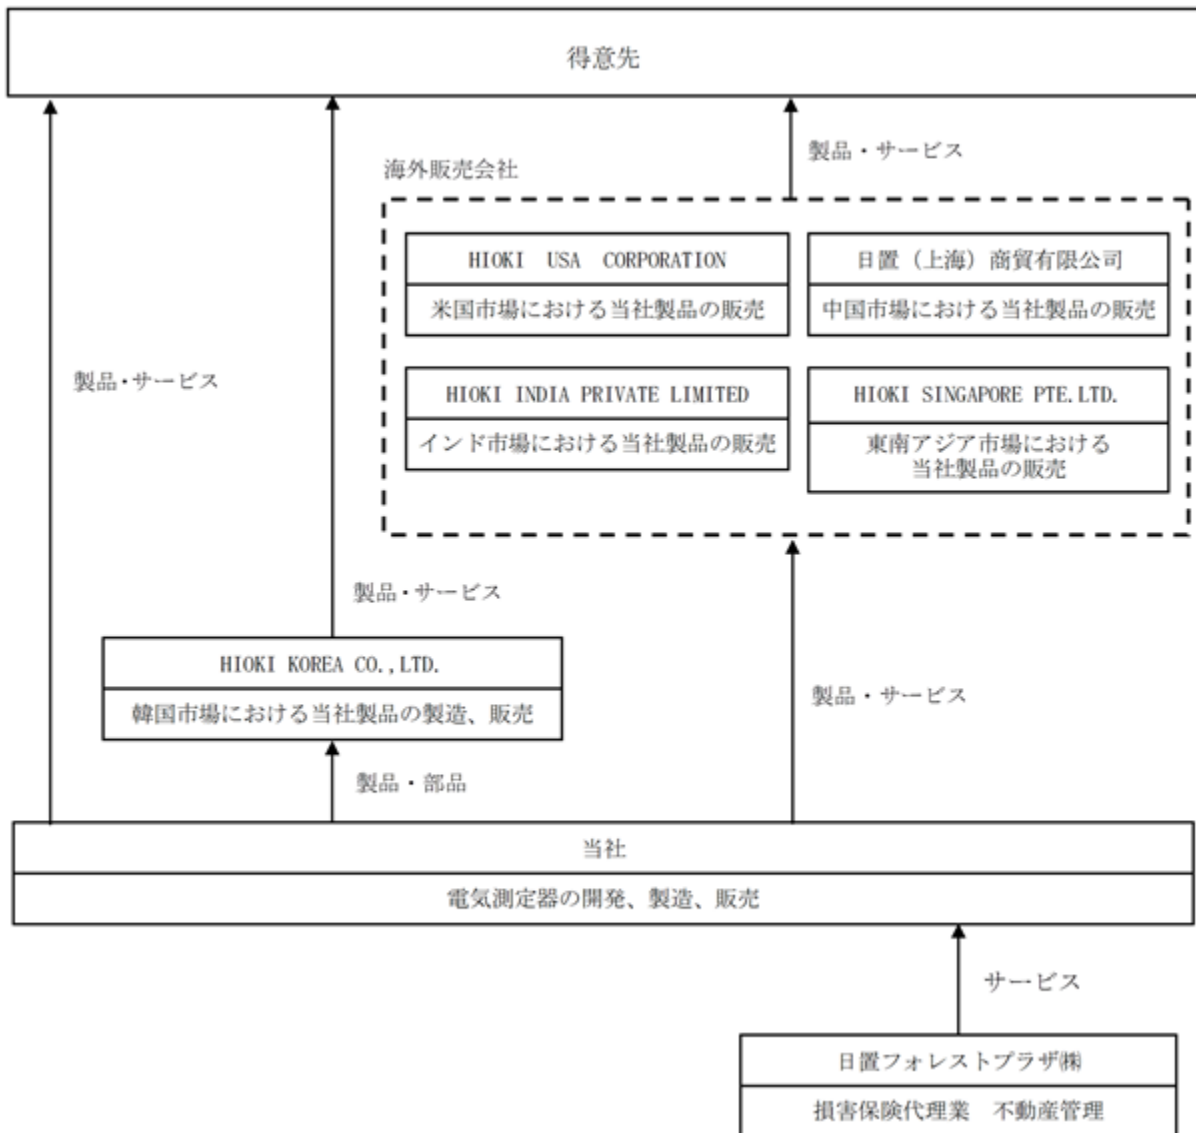 得意先
製品・サービス
海外販売会社
HIOKI USA CORPORATION
日置（上海）商貿有限公司
米国市場における当社製品の販売
中国市場における当社製品の販売
製品・サービス
HIOKI INDIA PRIVATE LIMITED
HIOKI SINGAPORE PTE.LTD.
インド市場における当社製品の販売
東南アジア市場における
当社製品の販売
製品・サービス
HIOKI KOREA CO.,LTD.
韓国市場における当社製品の製造、販売
製品・サービス
製品・部品
当社
電気測定器の開発、製造、販売
サービス
日置フォレストプラザ㈱
損害保険代理業 不動産管理